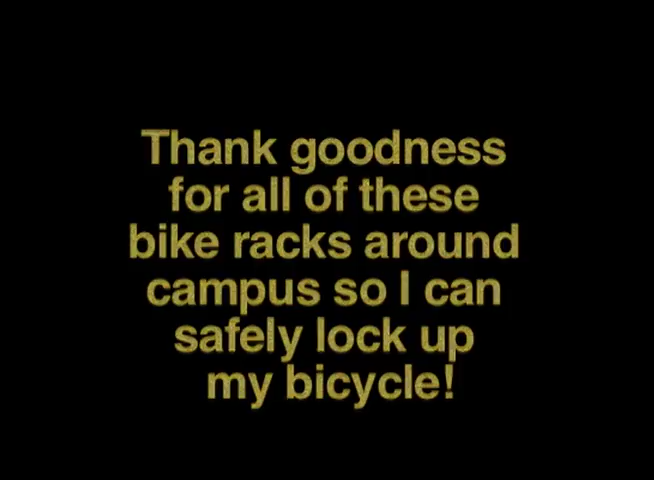 Thank goodness
for all of these
bike racks around
campus so I can
safely lock up
my bicycle!